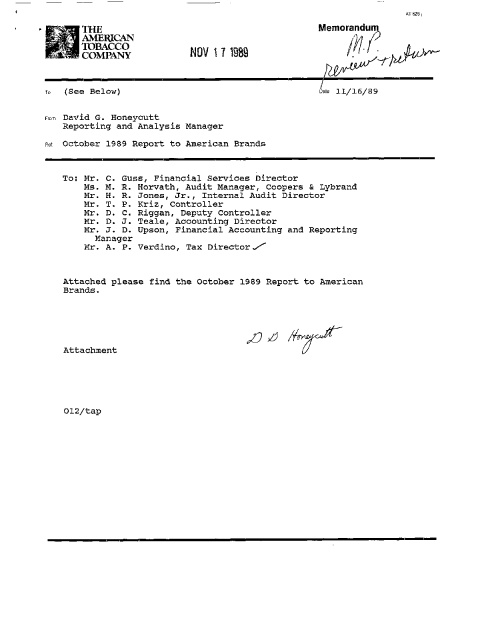 THE
AMERICAN
TOBACCO
COMPANY
NOV 17 1989
Memorandum
M.P.
Review + return
To (See Below)
Date 11/16/89
From David G. Honeycutt
Reporting and Analysis Manager
Ref. October 1989 Report to American Brands
To: Mr. C. Guss, Financial Services Director
Ms. M. R. Horvath, Audit Manager, Coopers & Lybrand
Mr. H. R. Jones, Jr., Internal Audit Director
Mr. T. P. Kriz, Controller
Mr. D. C. Riggan, Deputy Controller
Mr. D. J. Teale, Accounting Director
Mr. J. D. Upson, Financial Accounting and Reporting
Manager
Mr. A. P. Verdino, Tax Director ✓
Attached please find the October 1989 Report to American
Brands.
D G Honeycutt
Attachment
O12/tap